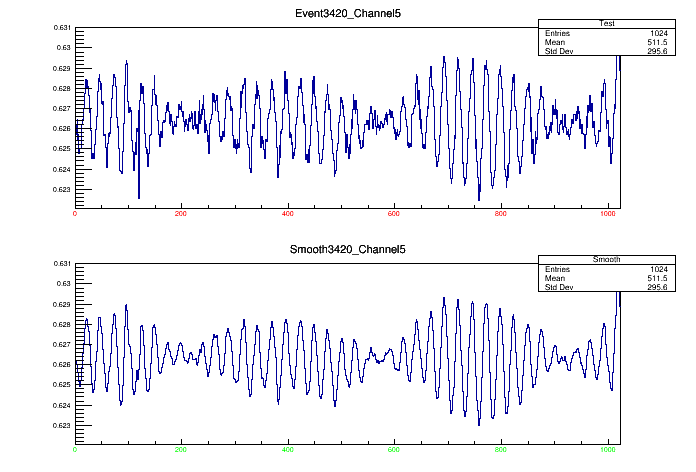 Event3420_Channel5
Test
Entries 1024
Mean 511.5
Std Dev 295.6
0.631
0.63
0.629
0.628
0.627
0.626
0.625
0.624
0.623
0 200 400 600 800 1000
Smooth3420_Channel5
Smooth
Entries 1024
Mean 511.5
Std Dev 295.6
0.631
0.63
0.629
0.628
0.627
0.626
0.625
0.624
0.623
0 200 400 600 800 1000